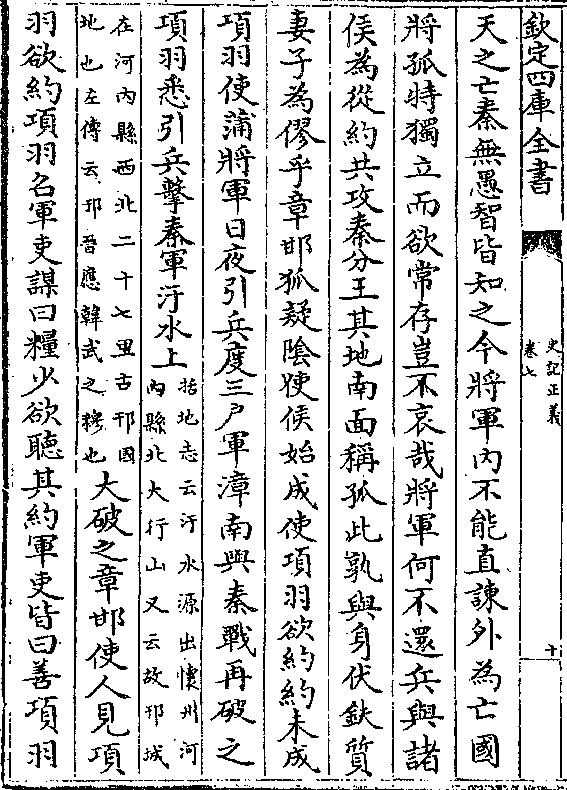 欽定四庫全書
史記正義
卷七
十
天之亡秦無愚智皆知之今將軍內不能直諫外為亡國
將孤特獨立而欲常存豈不哀哉將軍何不還兵與諸
侯為從約共攻秦分王其地南面稱孤此孰與身伏鈇質
妻子為僇乎章邯狐疑陰使侯始成使項羽欲約約未成
項羽使蒲將軍日夜引兵度三戶軍漳南與秦戰再破之
項羽悉引兵擊秦軍汙水上
括地志云汙水源出懷州河
內縣北大行山又云故邘城
在河內縣西北二十七里古邘國
地也左傳云邘晉應韓武之穆也
大破之章邯使人見項
羽欲約項羽召軍吏謀曰糧少欲聽其約軍吏皆曰善項羽